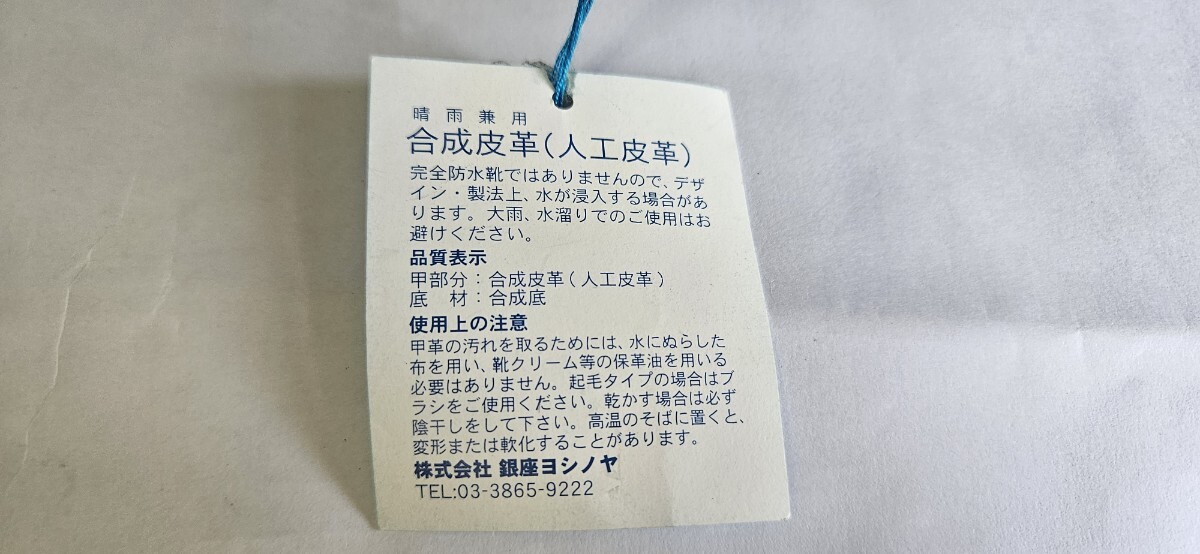 晴雨兼用
合成皮革(人工皮革)
完全防水靴ではありませんので、デザ
イン・製法上、水が浸入する場合があ
ります。大雨、水溜りでのご使用はお
避けください。
品質表示
甲部分：合成皮革(人工皮革)
底　材：合成底
使用上の注意
甲革の汚れを取るためには、水にぬらした
布を用い、靴クリーム等の保革油を用いる
必要はありません。起毛タイプの場合はブ
ラシをご使用ください。乾かす場合は必ず
陰干しをして下さい。高温のそばに置くと、
変形または軟化することがあります。
株式会社 銀座ヨシノヤ
TEL:03-3865-9222